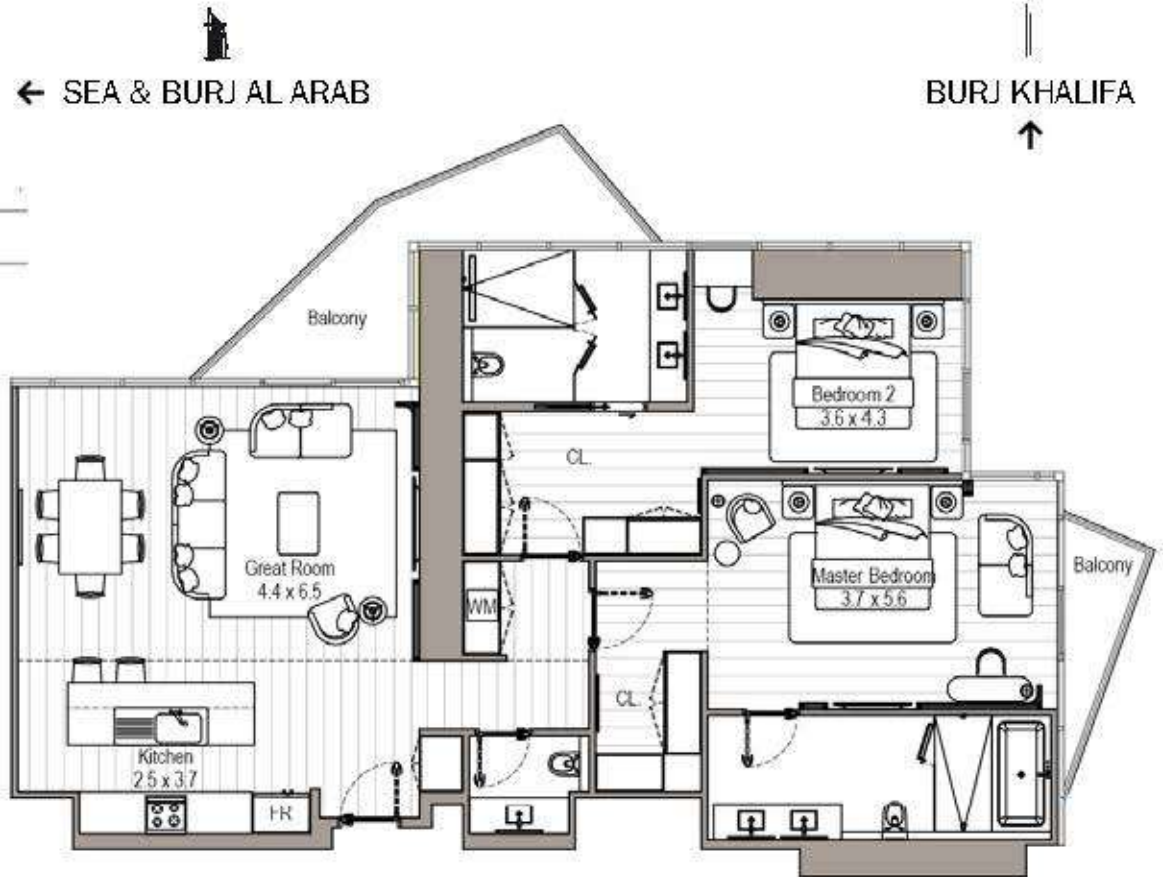 ← SEA & BURJ AL ARAB
BURJ KHALIFA
↑
Balcony
Bedroom 2
3.6 x 4.3
CL.
Great Room
4.4 x 6.5
WM
Master Bedroom
3.7 x 5.6
Balcony
CL.
Kitchen
2.5 x 3.7
FR